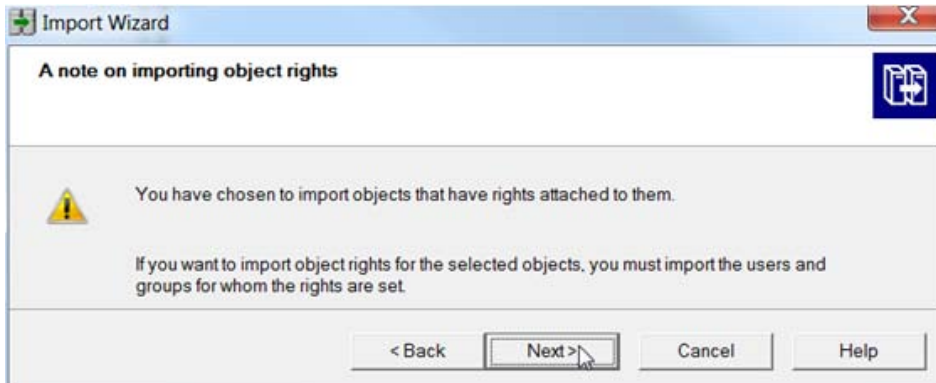 Import Wizard
X
A note on importing object rights
You have chosen to import objects that have rights attached to them.
If you want to import object rights for the selected objects, you must import the users and
groups for whom the rights are set.
< Back Next > Cancel Help